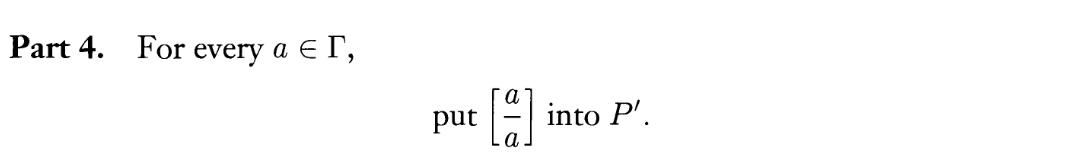 Part 4. For every a ∈ Γ,
put [a/a] into P′.